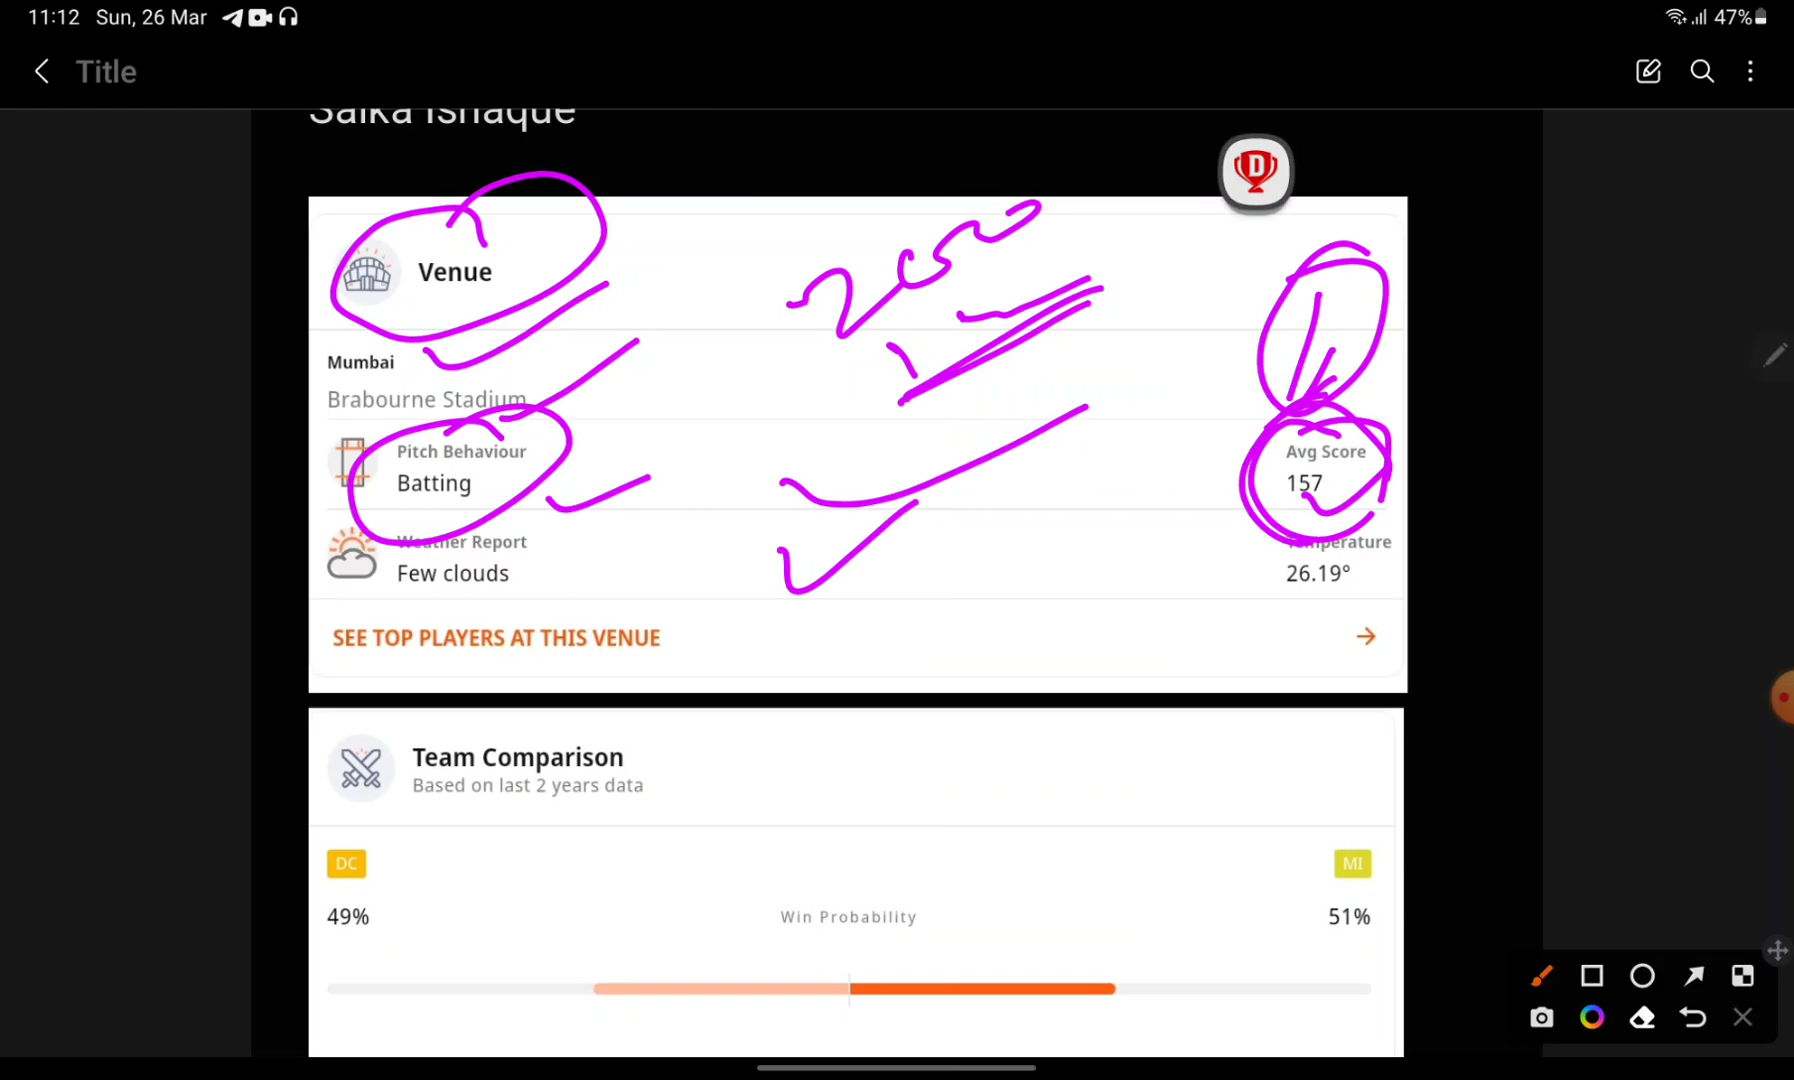 11:12 Sun, 26 Mar 47%
Title
Saika Ishaque
D
Venue
Mumbai
Brabourne Stadium
Pitch Behaviour Avg Score
Batting 157
Weather Report Temperature
Few clouds 26.19°
SEE TOP PLAYERS AT THIS VENUE
Team Comparison
Based on last 2 years data
DC MI
49% Win Probability 51%